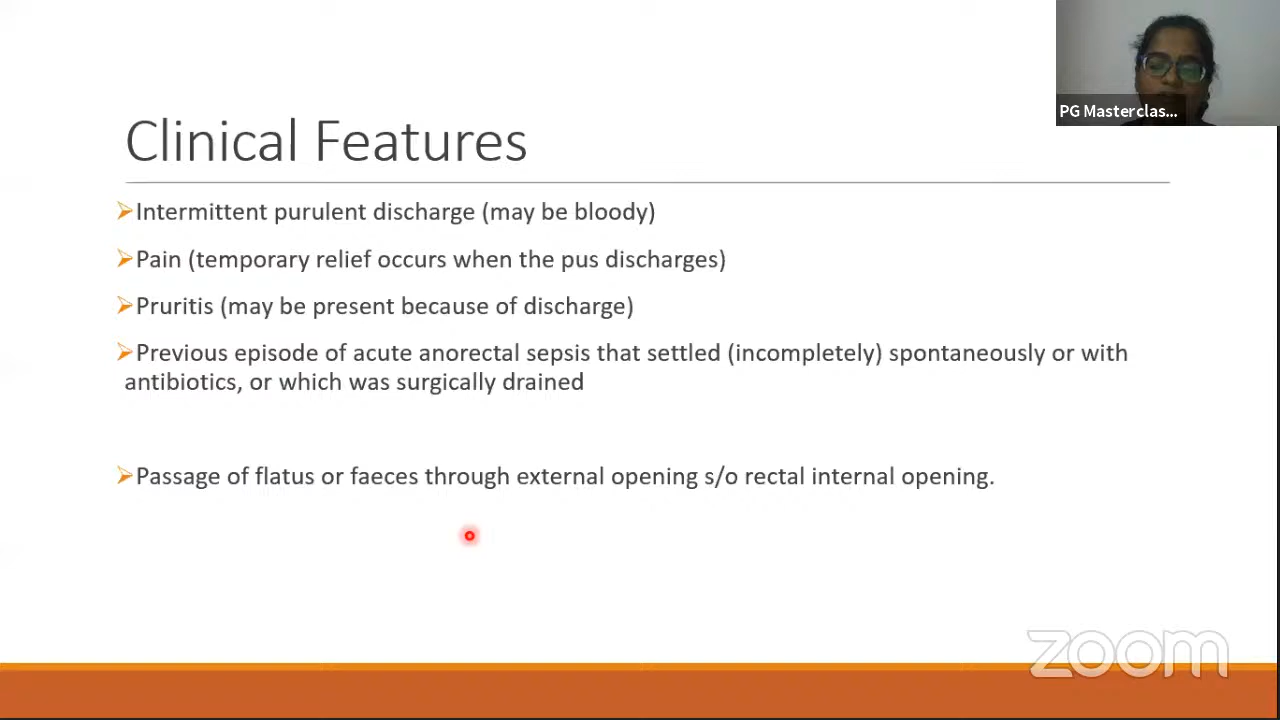 PG Masterclas...
Clinical Features
➢Intermittent purulent discharge (may be bloody)
➢Pain (temporary relief occurs when the pus discharges)
➢Pruritis (may be present because of discharge)
➢Previous episode of acute anorectal sepsis that settled (incompletely) spontaneously or with
antibiotics, or which was surgically drained
➢Passage of flatus or faeces through external opening s/o rectal internal opening.
zoom